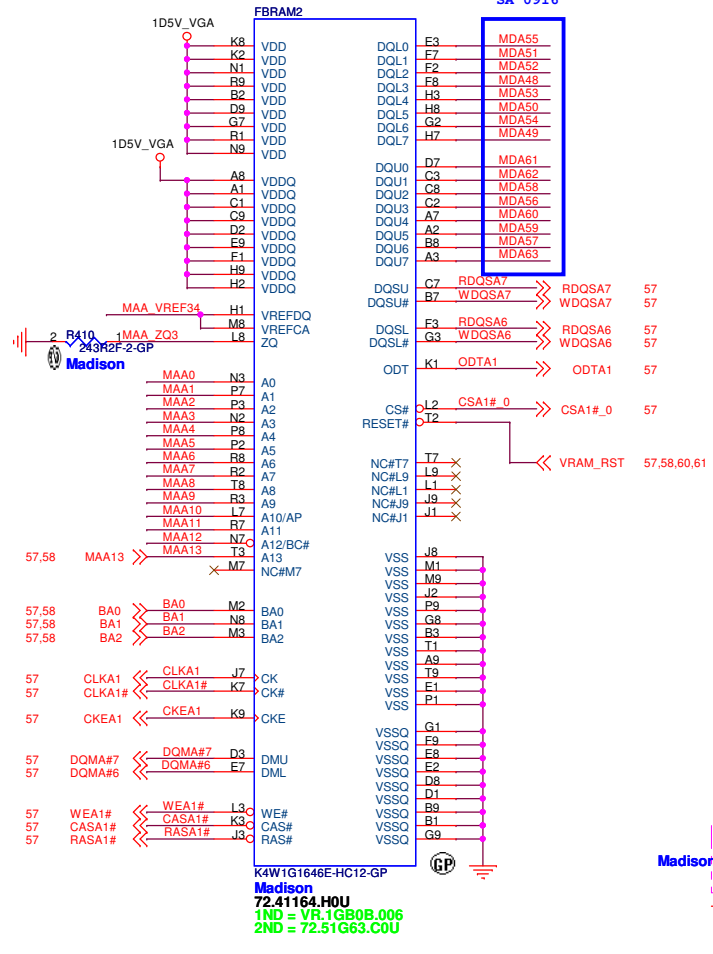 SA 0916
FBRAM2
1D5V_VGA
K8 VDD DQL0 E3 MDA55
K2 VDD DQL1 F7 MDA51
N1 VDD DQL2 F2 MDA52
R9 VDD DQL3 F8 MDA48
B2 VDD DQL4 H3 MDA53
D9 VDD DQL5 H8 MDA50
G7 VDD DQL6 G2 MDA54
R1 VDD DQL7 H7 MDA49
1D5V_VGA N9 VDD
A8 VDDQ DQU0 D7 MDA61
A1 VDDQ DQU1 C3 MDA62
C1 VDDQ DQU2 C8 MDA58
C9 VDDQ DQU3 C2 MDA56
D2 VDDQ DQU4 A7 MDA60
E9 VDDQ DQU5 A2 MDA59
F1 VDDQ DQU6 B8 MDA57
H9 VDDQ DQU7 A3 MDA63
H2 VDDQ DQSU C7 RDQSA7 RDQSA7 57
DQSU# B7 WDQSA7 WDQSA7 57
MAA_VREF34 H1 VREFDQ
M8 VREFCA DQSL F3 RDQSA6 RDQSA6 57
2 R410 1 MAA_ZQ3 L8 ZQ DQSL# G3 WDQSA6 WDQSA6 57
243R2F-2-GP
Madison
ODT K1 ODTA1 ODTA1 57
MAA0 N3 A0
MAA1 P7 A1
MAA2 P3 A2 CS# L2 CSA1#_0 CSA1#_0 57
MAA3 N2 A3 RESET# T2
MAA4 P8 A4
MAA5 P2 A5
MAA6 R8 A6 NC#T7 T7 VRAM_RST 57,58,60,61
MAA7 R2 A7 NC#L9 L9
MAA8 T8 A8 NC#L1 L1
MAA9 R3 A9 NC#J9 J9
MAA10 L7 A10/AP NC#J1 J1
MAA11 R7 A11
MAA12 N7 A12/BC#
57,58 MAA13 MAA13 T3 A13 VSS J8
M7 NC#M7 VSS M1
VSS M9
VSS J2
57,58 BA0 BA0 M2 BA0 VSS P9
57,58 BA1 BA1 N8 BA1 VSS G8
57,58 BA2 BA2 M3 BA2 VSS B3
VSS T1
VSS A9
57 CLKA1 CLKA1 J7 CK VSS T9
57 CLKA1# CLKA1# K7 CK# VSS E1
VSS P1
57 CKEA1 CKEA1 K9 CKE
VSSQ G1
VSSQ F9
57 DQMA#7 DQMA#7 D3 DMU VSSQ E8
57 DQMA#6 DQMA#6 E7 DML VSSQ E2
VSSQ D8
VSSQ D1
57 WEA1# WEA1# L3 WE# VSSQ B9
57 CASA1# CASA1# K3 CAS# VSSQ B1
57 RASA1# RASA1# J3 RAS# VSSQ G9
GP
K4W1G1646E-HC12-GP
Madison
72.41164.H0U
1ND = VR.1GB0B.006
2ND = 72.51G63.C0U
Madison